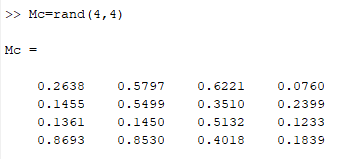 >> Mc=rand(4,4)
Mc =
0.2638 0.5797 0.6221 0.0760
0.1455 0.5499 0.3510 0.2399
0.1361 0.1450 0.5132 0.1233
0.8693 0.8530 0.4018 0.1839